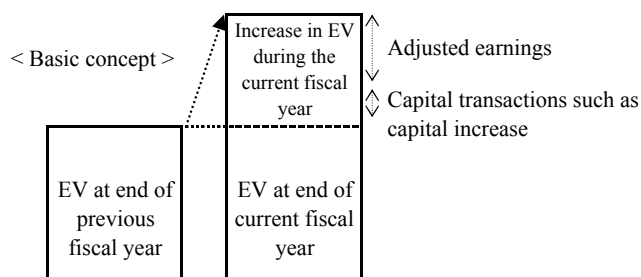 < Basic concept >
Increase in EV
during the
current fiscal
year
Adjusted earnings
Capital transactions such as
capital increase
EV at end of
previous
fiscal year
EV at end of
current fiscal
year